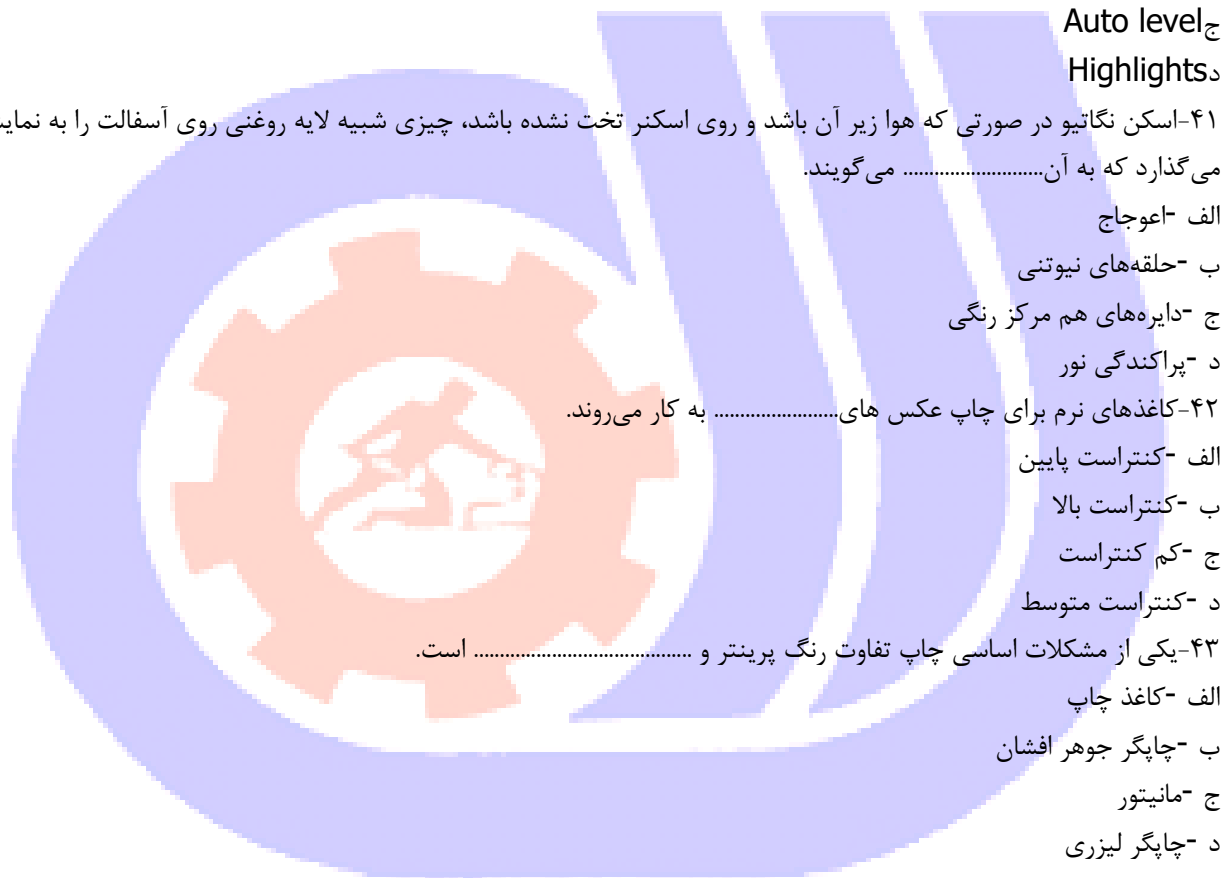 ج Auto level
د Highlights
۴۱-اسکن نگاتیو در صورتی که هوا زیر آن باشد و روی اسکنر تخت نشده باشد، چیزی شبیه لایه روغنی روی آسفالت را به
می‌گذارد که به آن........................... می‌گویند.
الف -اعوجاج
ب -حلقه‌های نیوتنی
ج -دایره‌های هم مرکز رنگی
د -پراکندگی نور
۴۲-کاغذهای نرم برای چاپ عکس های........................ به کار می‌روند.
الف -کنتراست پایین
ب -کنتراست بالا
ج -کم کنتراست
د -کنتراست متوسط
۴۳-یکی از مشکلات اساسی چاپ تفاوت رنگ پرینتر و .......................................... است.
الف -کاغذ چاپ
ب -چاپگر جوهر افشان
ج -مانیتور
د -چاپگر لیزری